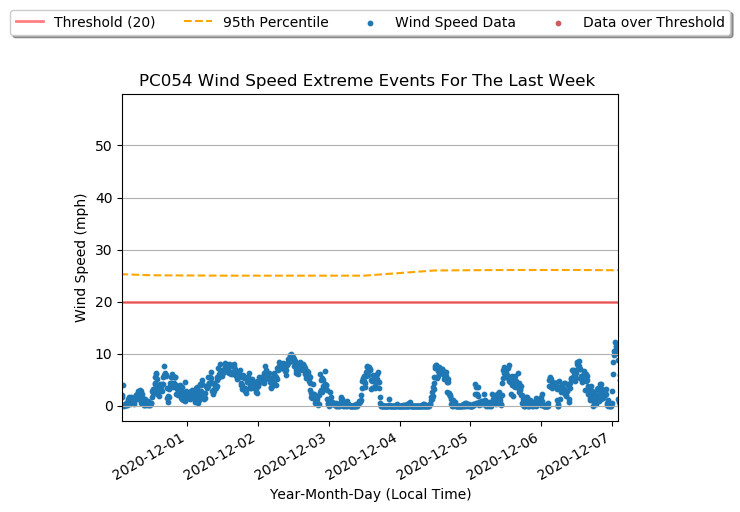 Threshold (20) 95th Percentile Wind Speed Data Data over Threshold
PC054 Wind Speed Extreme Events For The Last Week
50
40
30
20
10
0
Wind Speed (mph)
2020-12-01 2020-12-02 2020-12-03 2020-12-04 2020-12-05 2020-12-06 2020-12-07
Year-Month-Day (Local Time)